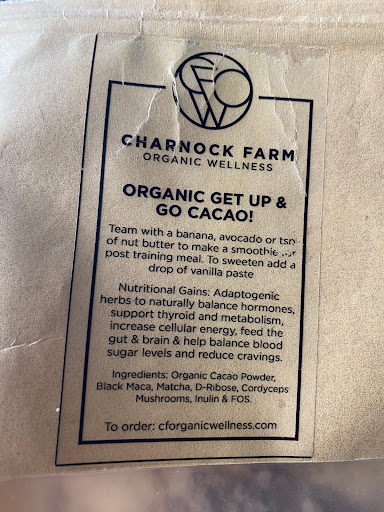 CFOW
CHARNOCK FARM
ORGANIC WELLNESS
ORGANIC GET UP &
GO CACAO!
Team with a banana, avocado or tsp
of nut butter to make a smoothie for
post training meal. To sweeten add a
drop of vanilla paste
Nutritional Gains: Adaptogenic
herbs to naturally balance hormones,
support thyroid and metabolism,
increase cellular energy, feed the
gut & brain & help balance blood
sugar levels and reduce cravings.
Ingredients: Organic Cacao Powder,
Black Maca, Matcha, D-Ribose, Cordyceps
Mushrooms, Inulin & FOS.
To order: cforganicwellness.com